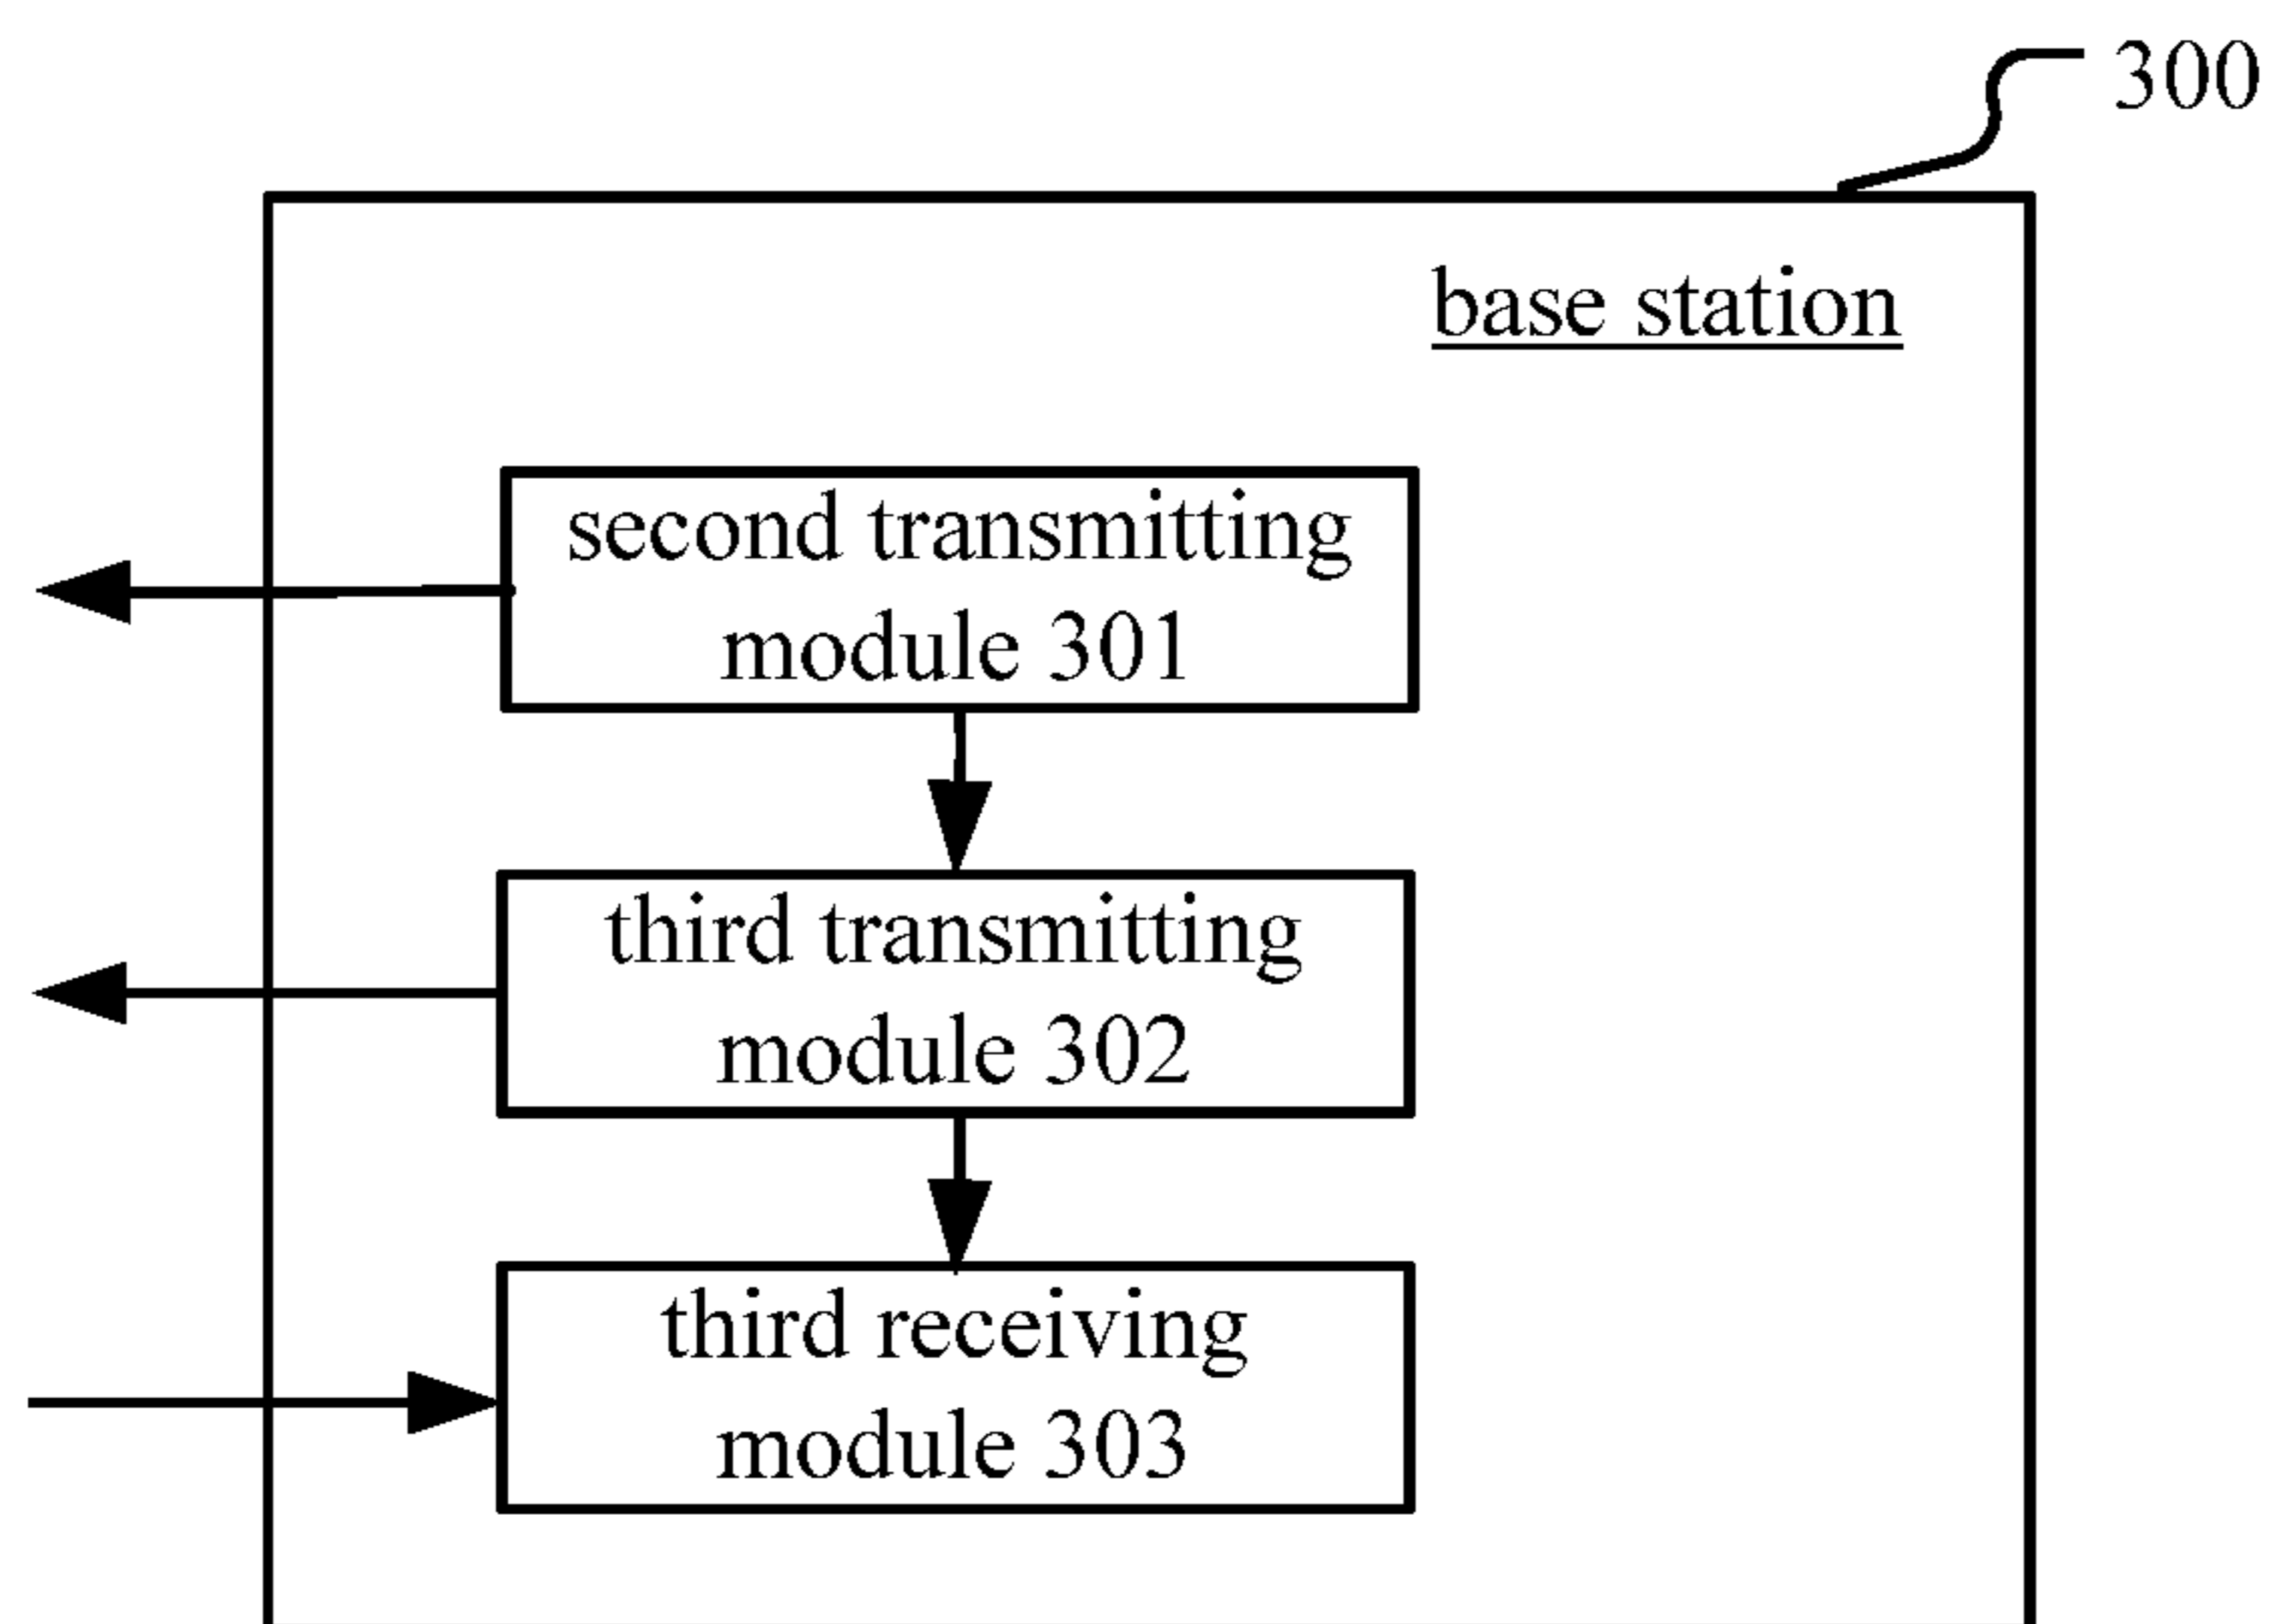 300
base station
second transmitting
module 301
third transmitting
module 302
third receiving
module 303